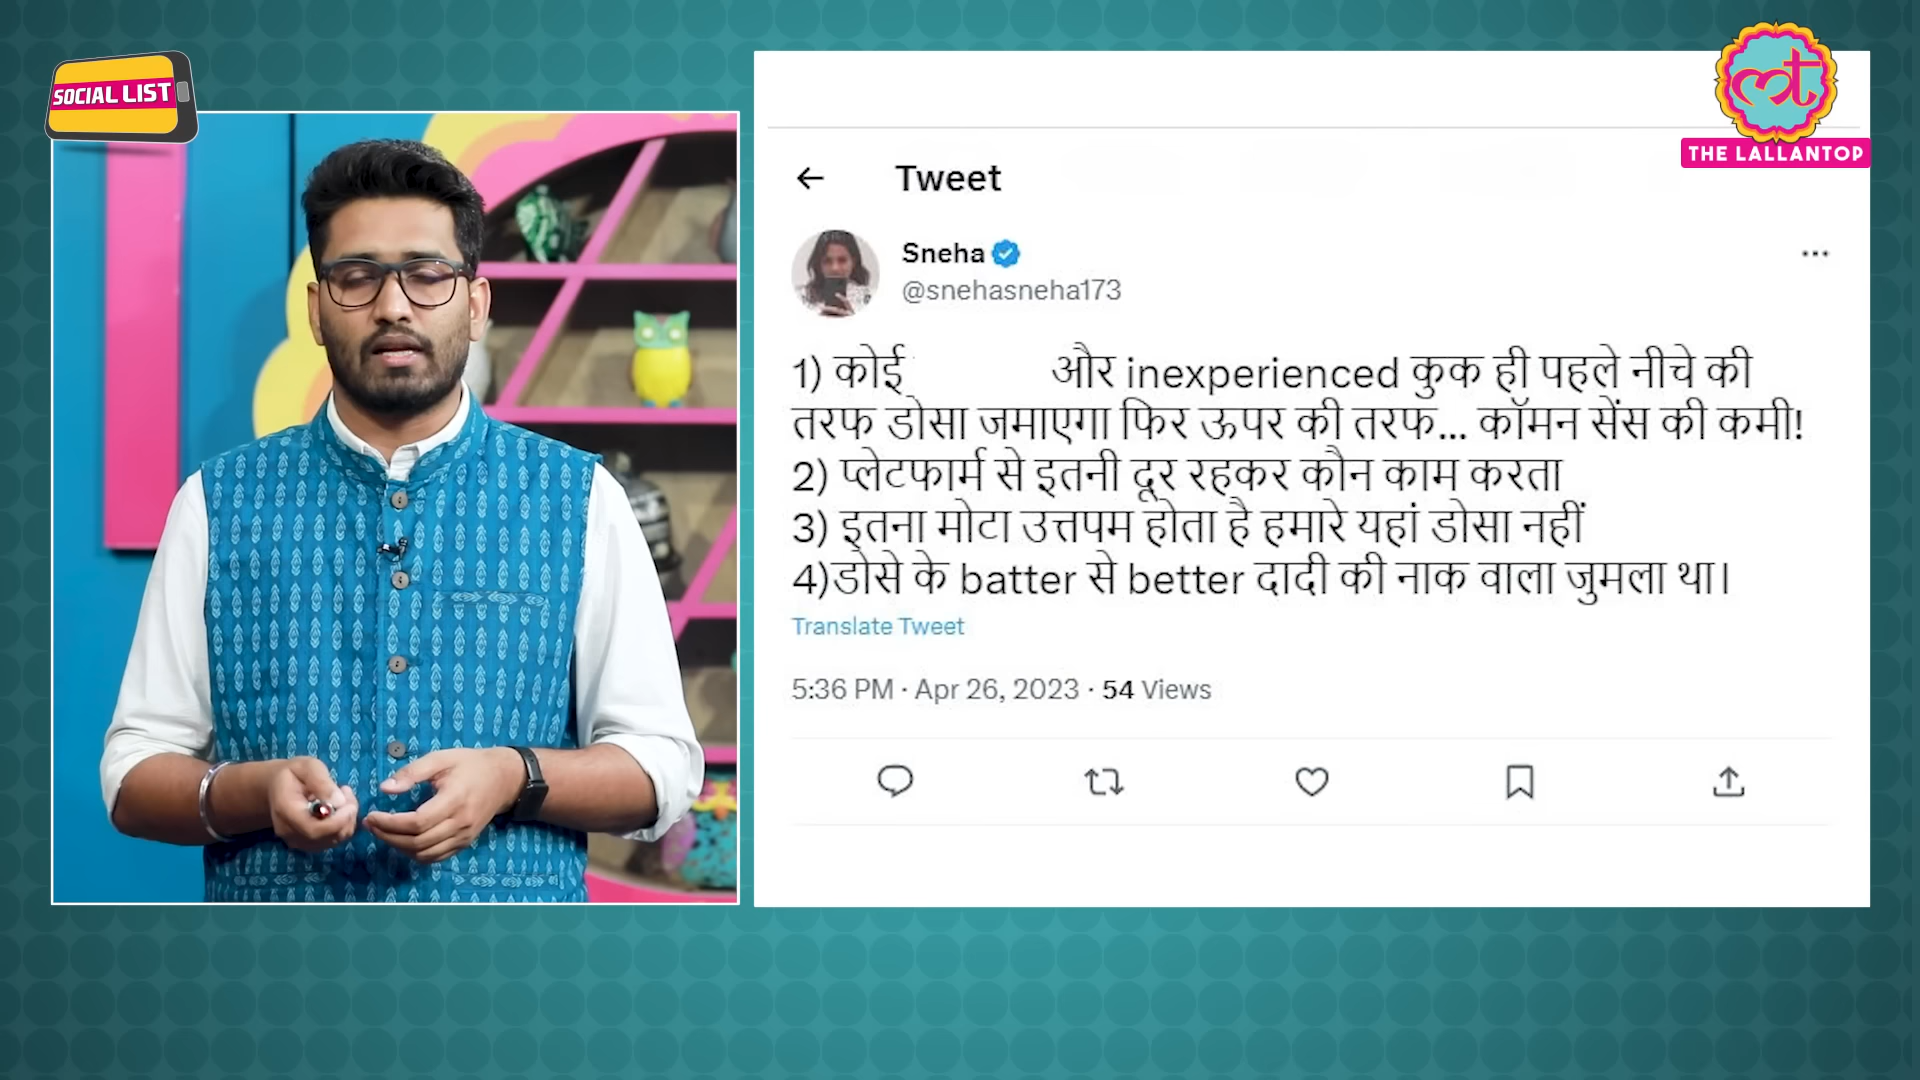 SOCIAL LIST
THE LALLANTOP
Tweet
Sneha
@snehasneha173
1) कोई और inexperienced कुक ही पहले नीचे की
तरफ डोसा जमाएगा फिर ऊपर की तरफ... कॉमन सेंस की कमी!
2) प्लेटफार्म से इतनी दूर रहकर कौन काम करता
3) इतना मोटा उत्तपम होता है हमारे यहां डोसा नहीं
4)डोसे के batter से better दादी की नाक वाला जुमला था।
Translate Tweet
5:36 PM · Apr 26, 2023 · 54 Views